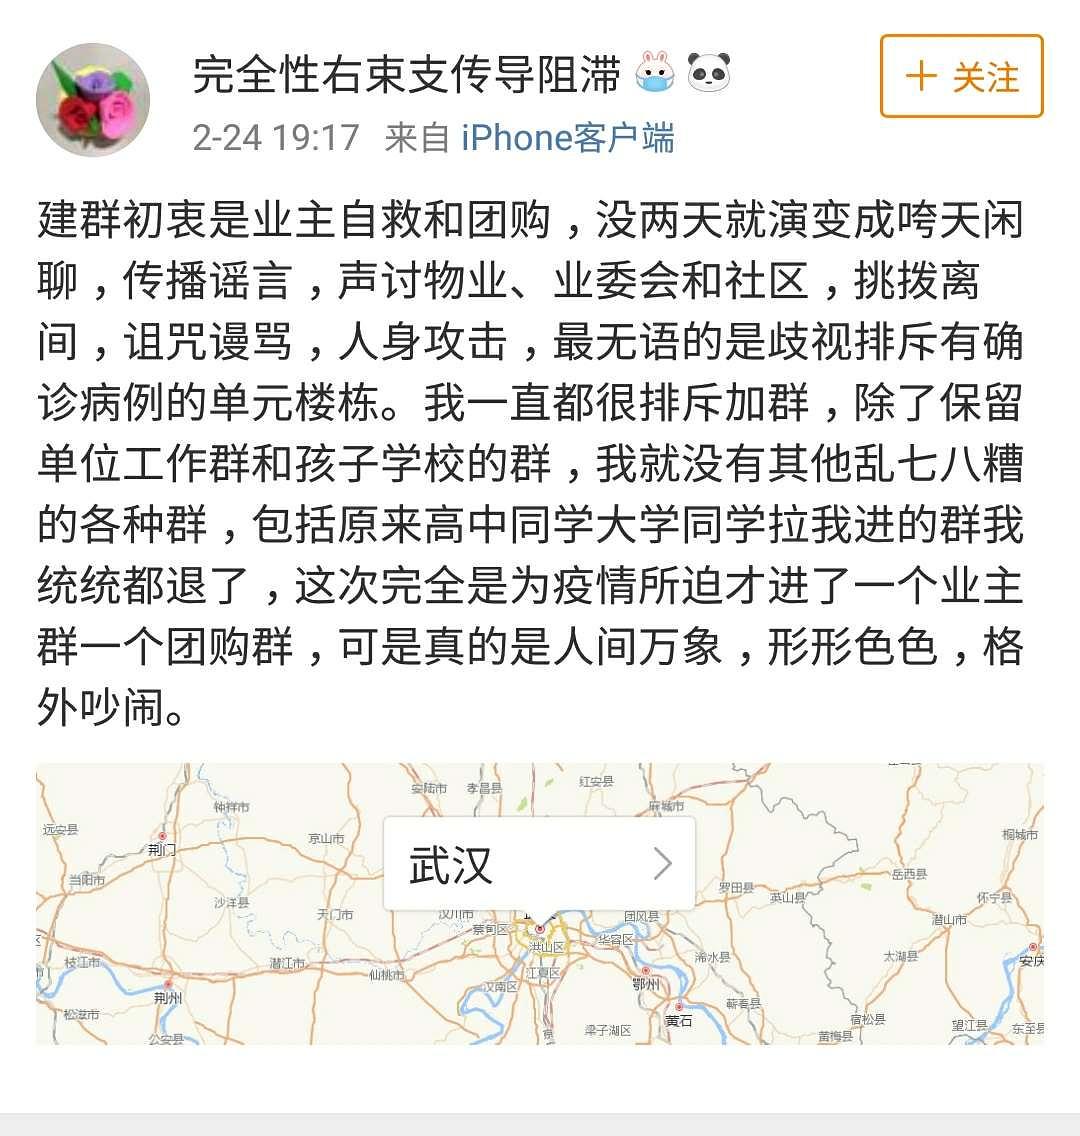 完全性右束支传导阻滞
+ 关注
2-24 19:17 来自 iPhone客户端
建群初衷是业主自救和团购，没两天就演变成呺天闲
聊，传播谣言，声讨物业、业委会和社区，挑拨离
间，诅咒谩骂，人身攻击，最无语的是歧视排斥有确
诊病例的单元楼栋。我一直都很排斥加群，除了保留
单位工作群和孩子学校的群，我就没有其他乱七八糟
的各种群，包括原来高中同学大学同学拉我进的群我
统统都退了，这次完全是为疫情所迫才进了一个业主
群一个团购群，可是真的是人间万象，形形色色，格
外吵闹。
安陆市
孝昌县
红安县
麻城市
钟祥市
远安县
荆门
京山市
桐城市
武汉
当阳市
沙洋县
天门市
汉川市
罗田县
英山县
岳西县
怀宁县
团风县
潜山市
蔡甸区
洪山区
华容区
枝江市
潜江市
仙桃市
江夏区
浠水县
太湖县
安庆
荆州
汉南区
鄂州
蕲春县
松滋市
黄石
宿松县
望江县
东至县
公安县
梁子湖区
黄梅县